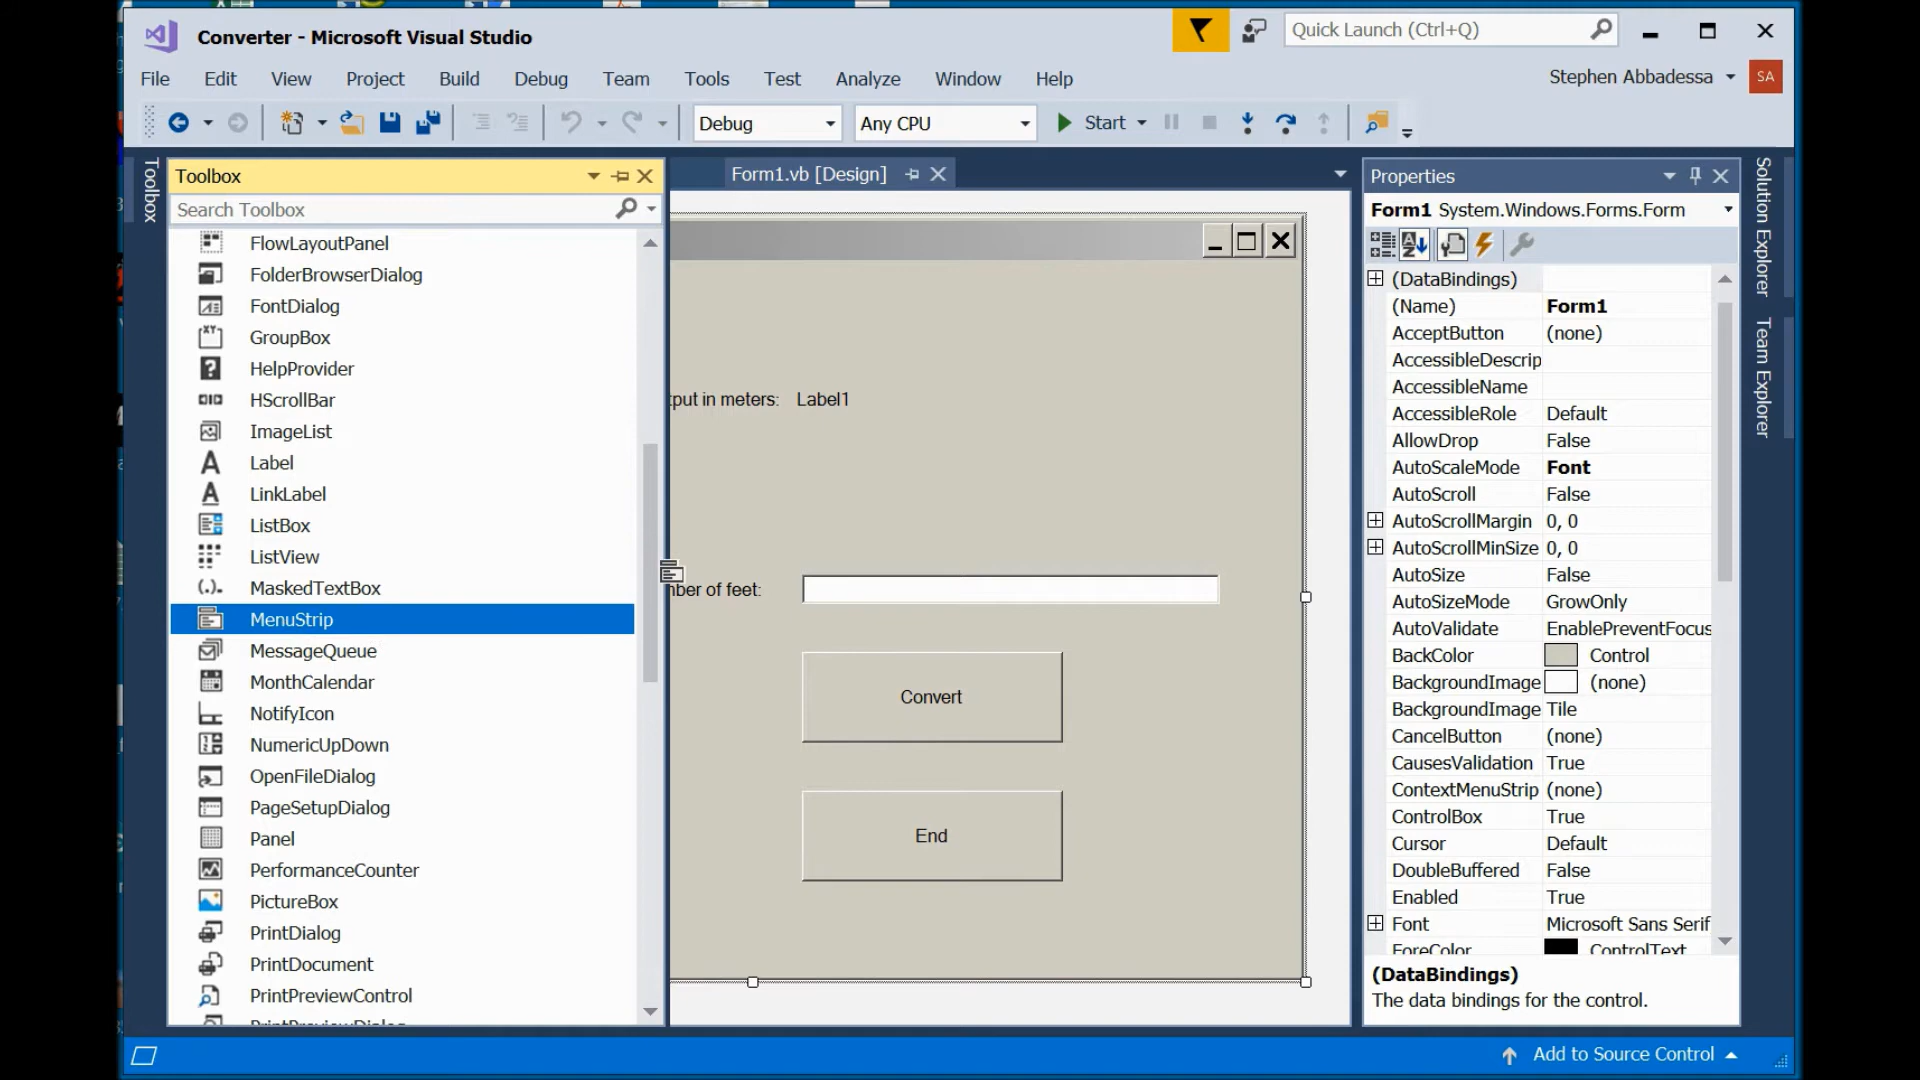 Converter - Microsoft Visual Studio
Quick Launch (Ctrl+Q)
File Edit View Project Build Debug Team Tools Test Analyze Window Help
Stephen Abbadessa SA
Debug Any CPU Start
Toolbox
Toolbox
Search Toolbox
FlowLayoutPanel
FolderBrowserDialog
FontDialog
GroupBox
HelpProvider
HScrollBar
ImageList
Label
LinkLabel
ListBox
ListView
MaskedTextBox
MenuStrip
MessageQueue
MonthCalendar
NotifyIcon
NumericUpDown
OpenFileDialog
PageSetupDialog
Panel
PerformanceCounter
PictureBox
PrintDialog
PrintDocument
PrintPreviewControl
PrintPreviewDialog
Form1.vb [Design]
put in meters: Label1
ber of feet:
Convert
End
Properties
Form1 System.Windows.Forms.Form
(DataBindings)
(Name) Form1
AcceptButton (none)
AccessibleDescrip
AccessibleName
AccessibleRole Default
AllowDrop False
AutoScaleMode Font
AutoScroll False
AutoScrollMargin 0, 0
AutoScrollMinSize 0, 0
AutoSize False
AutoSizeMode GrowOnly
AutoValidate EnablePreventFocus
BackColor Control
BackgroundImage (none)
BackgroundImage Tile
CancelButton (none)
CausesValidation True
ContextMenuStrip (none)
ControlBox True
Cursor Default
DoubleBuffered False
Enabled True
Font Microsoft Sans Serif
ForeColor ControlText
(DataBindings)
The data bindings for the control.
Solution Explorer
Team Explorer
Add to Source Control